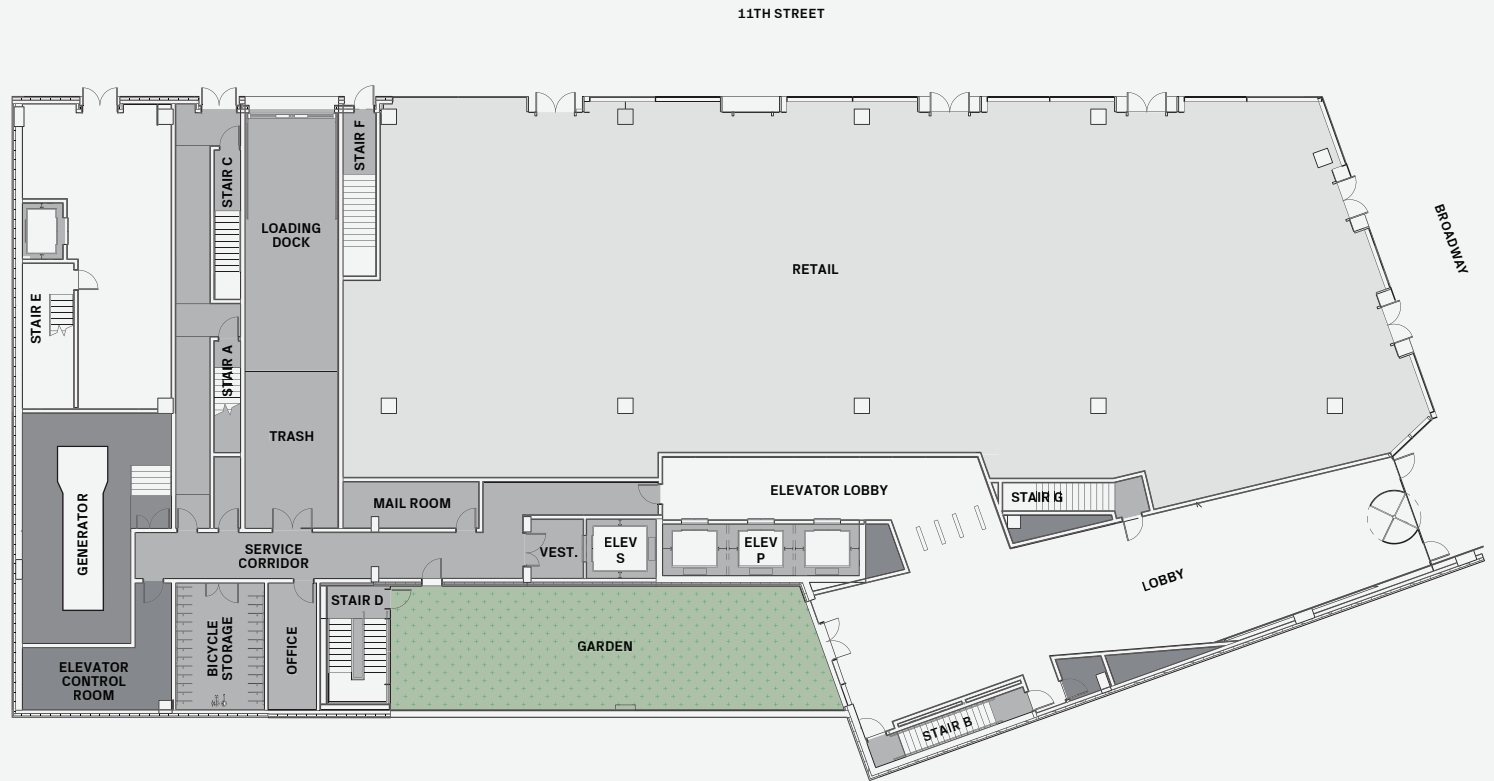 11TH STREET
STAIR F
STAIR C
LOADING
DOCK
RETAIL
BROADWAY
STAIR E
STAIR A
TRASH
MAIL ROOM
ELEVATOR LOBBY
STAIR G
GENERATOR
SERVICE
CORRIDOR
VEST.
ELEV
S
ELEV
P
LOBBY
STAIR D
BICYCLE
STORAGE
OFFICE
GARDEN
ELEVATOR
CONTROL
ROOM
STAIR B